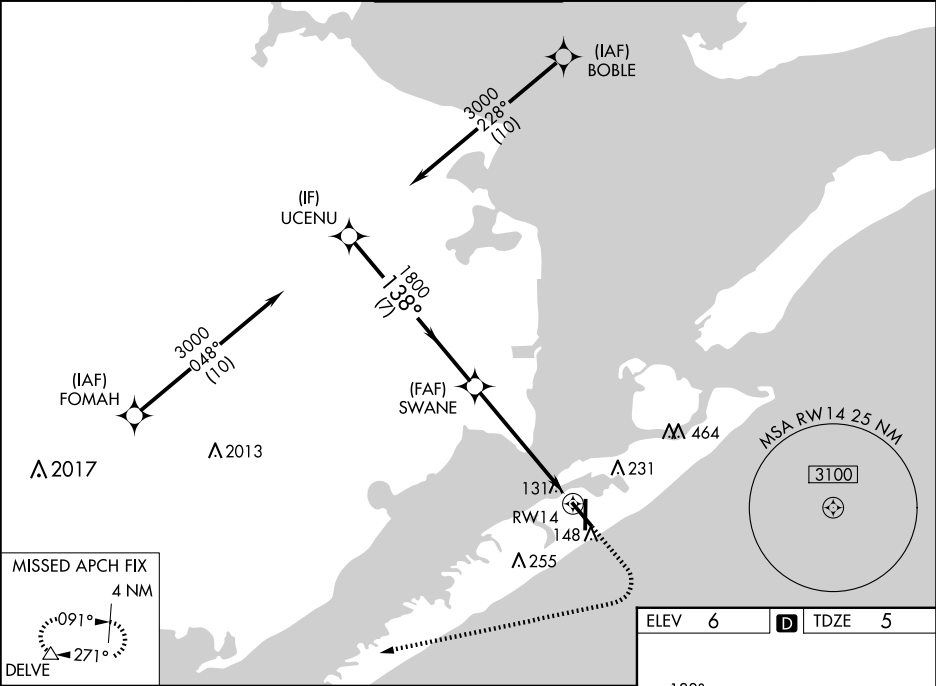 (IAF)
BOBLE
3000
228°
(10)
(IF)
UCENU
1800
138°
(7)
3000
048°
(10)
(IAF)
FOMAH
(FAF)
SWANE
2017
2013
464
231
131
RW14
148
255
MSA RW14 25 NM
3100
MISSED APCH FIX
4 NM
091°
271°
DELVE
ELEV 6 D TDZE 5